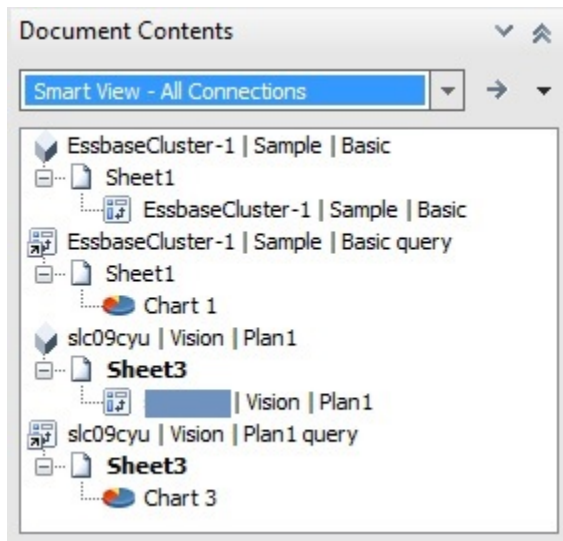 Document Contents
Smart View - All Connections
EssbaseCluster-1 | Sample | Basic
Sheet1
EssbaseCluster-1 | Sample | Basic
EssbaseCluster-1 | Sample | Basic query
Sheet1
Chart 1
slc09cyu | Vision | Plan1
Sheet3
| Vision | Plan1
slc09cyu | Vision | Plan1 query
Sheet3
Chart 3